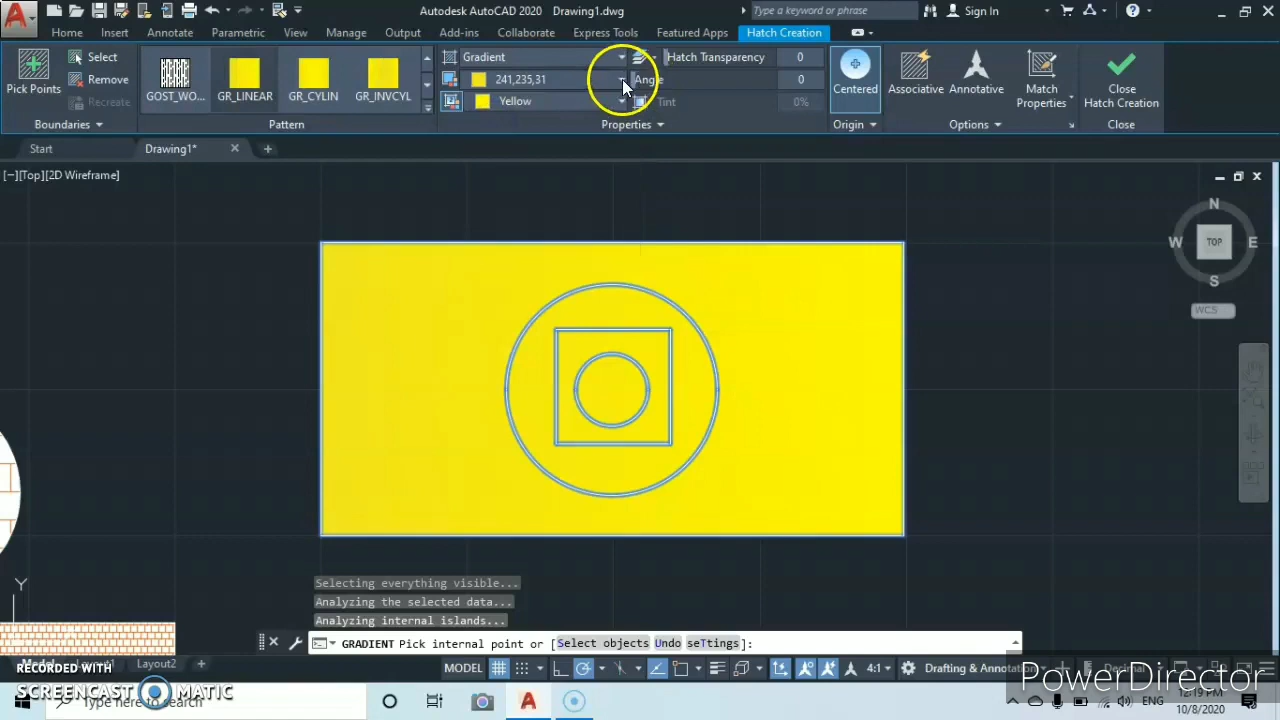 Autodesk AutoCAD 2020 Drawing1.dwg
Type a keyword or phrase
Sign In
Home Insert Annotate Parametric View Manage Output Add-ins Collaborate Express Tools Featured Apps Hatch Creation
Pick Points
Select
Remove
Recreate
Boundaries
GOST_WO... GR_LINEAR GR_CYLIN GR_INVCYL
Pattern
Gradient
241,235,31
Yellow
Hatch Transparency 0
Angle 0
Tint 0%
Properties
Centered
Origin
Associative Annotative Match Properties
Options
Close Hatch Creation
Close
Start Drawing1* 
[−][Top][2D Wireframe]
N
W TOP E
S
WCS
Y
Selecting everything visible...
Analyzing the selected data...
Analyzing internal islands...
GRADIENT Pick internal point or [Select objects Undo seTtings]:
Layout2
MODEL 4:1 Drafting & Annotation Decimal
RECORDED WITH
SCREENCAST MATIC
PowerDirector
to search
ENG
12:19 PM
10/8/2020